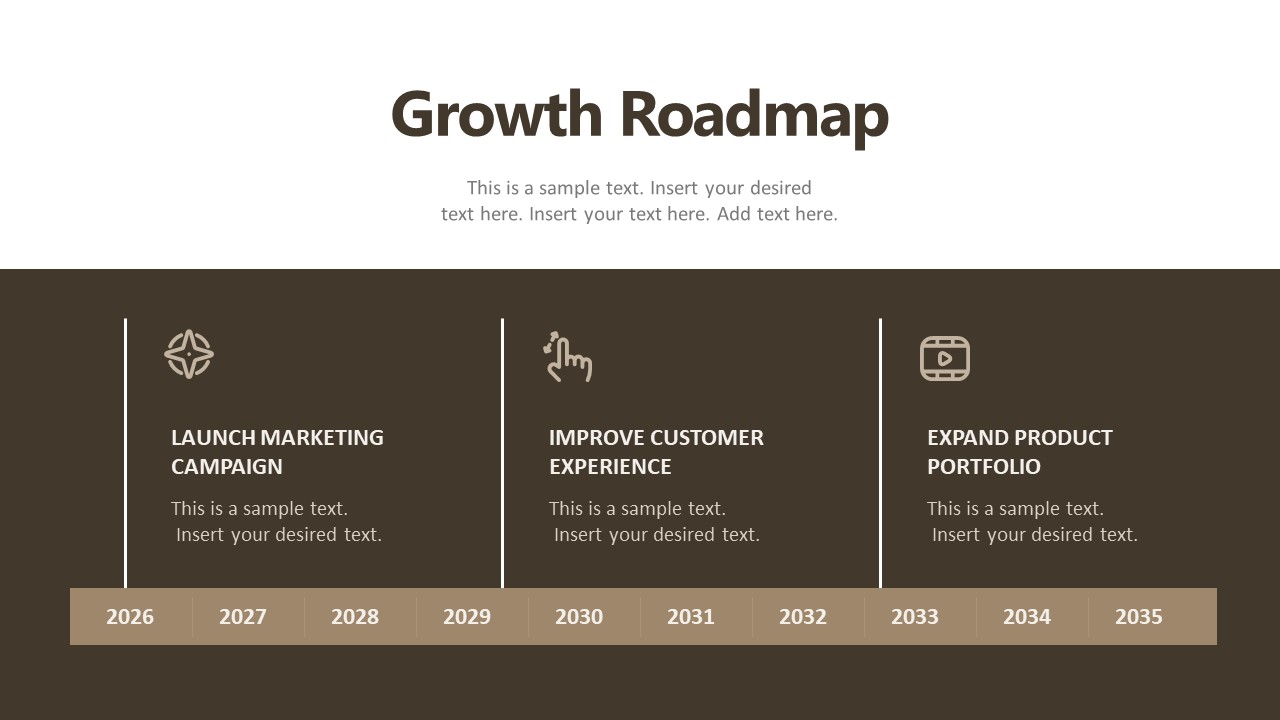 Growth Roadmap
This is a sample text. Insert your desired
text here. Insert your text here. Add text here.
LAUNCH MARKETING
CAMPAIGN
This is a sample text.
Insert your desired text.
IMPROVE CUSTOMER
EXPERIENCE
This is a sample text.
Insert your desired text.
EXPAND PRODUCT
PORTFOLIO
This is a sample text.
Insert your desired text.
2026 2027 2028 2029 2030 2031 2032 2033 2034 2035